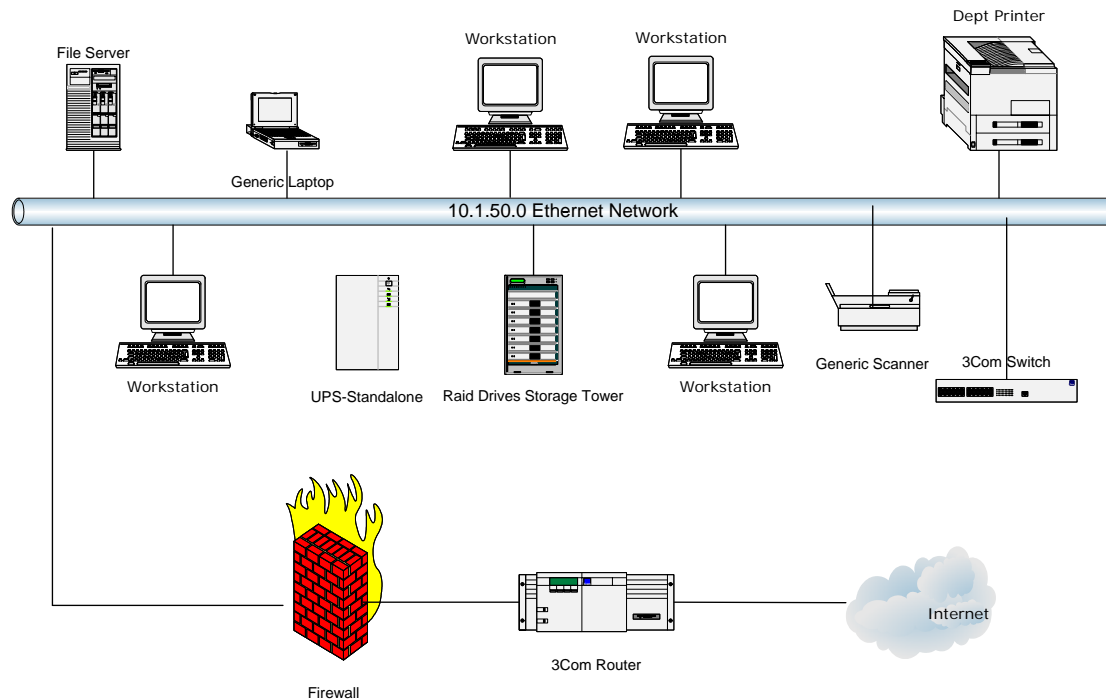 Dept Printer
Workstation
Workstation
File Server
Generic Laptop
10.1.50.0 Ethernet Network
Workstation
UPS-Standalone
Raid Drives Storage Tower
Workstation
Generic Scanner
3Com Switch
Internet
3Com Router
Firewall